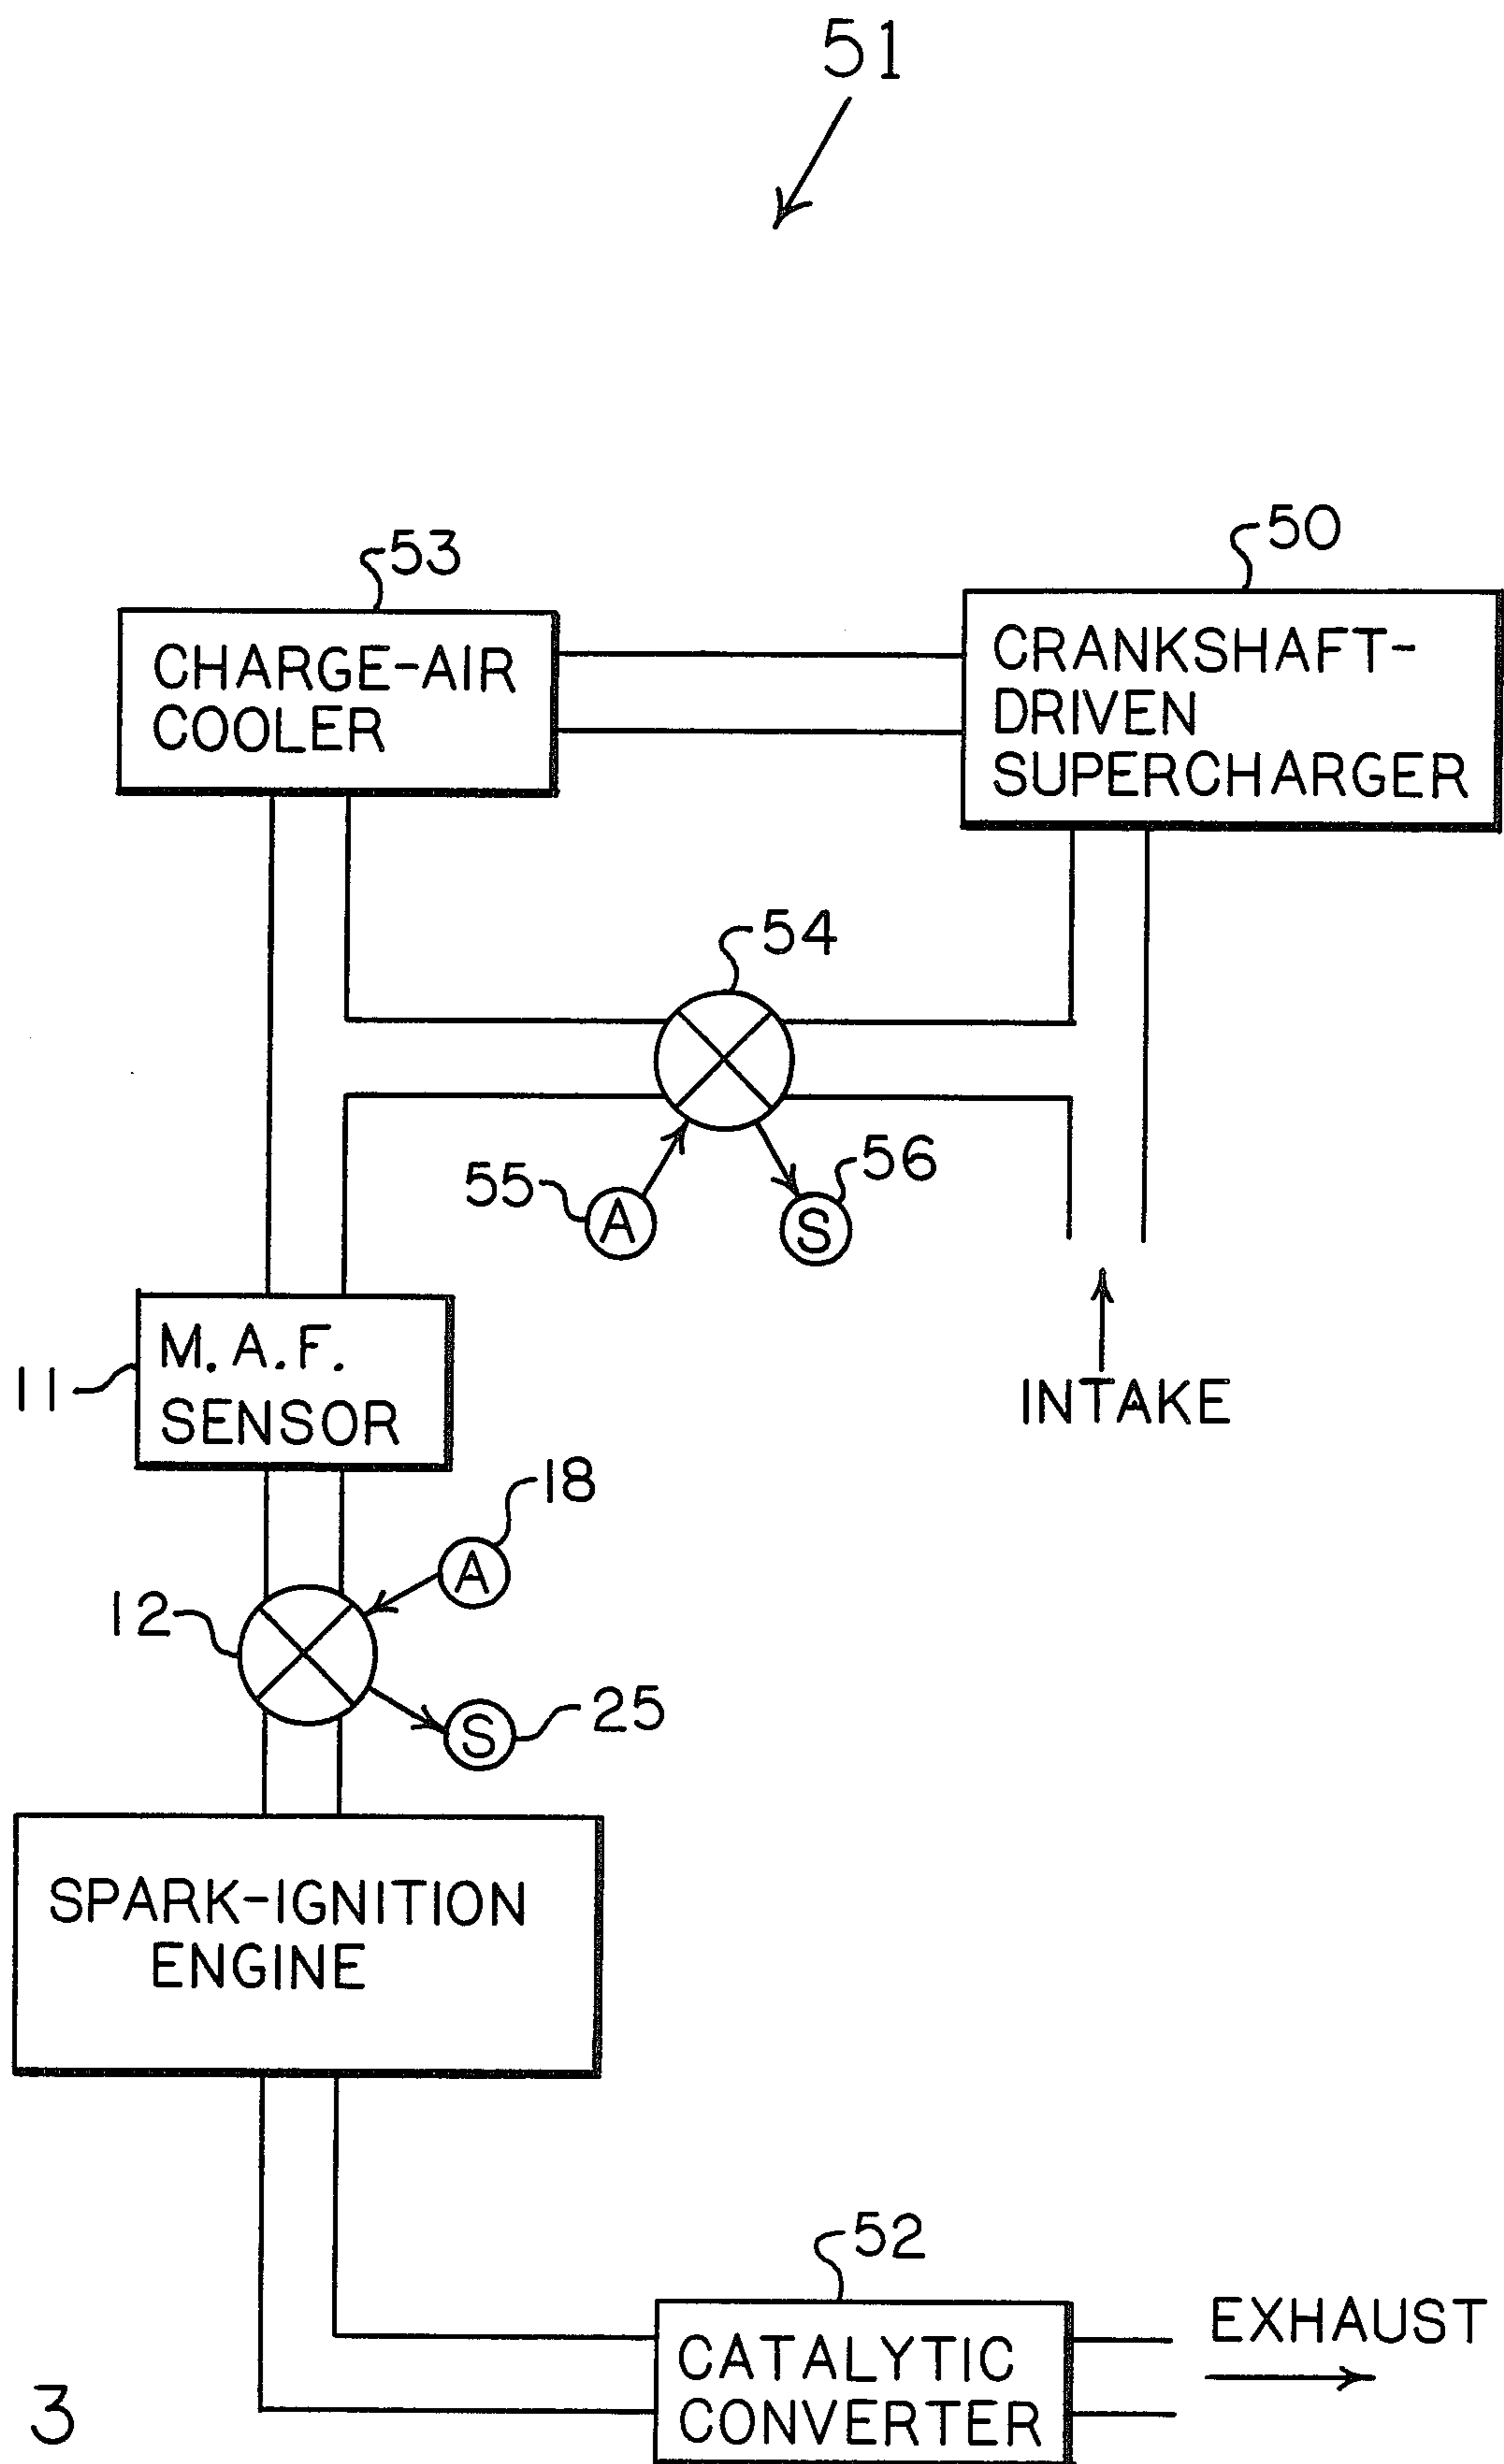 51
53
50
CHARGE-AIR
COOLER
CRANKSHAFT-
DRIVEN
SUPERCHARGER
54
55
A
56
S
INTAKE
11
M.A.F.
SENSOR
18
A
12
25
S
SPARK-IGNITION
ENGINE
52
CATALYTIC
CONVERTER
EXHAUST
3